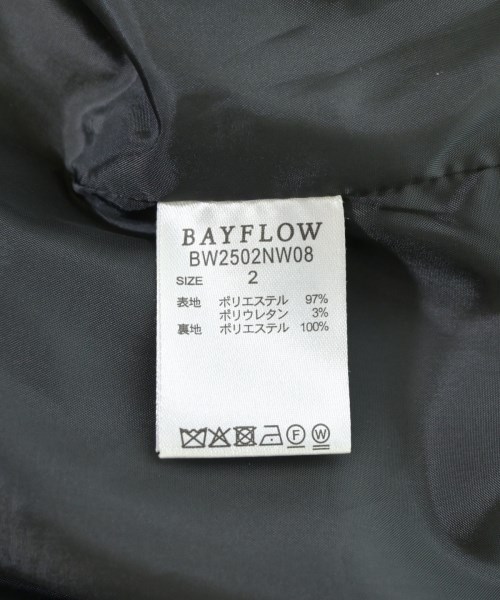 BAYFLOW
BW2502NW08
SIZE 2
表地 ポリエステル 97%
ポリウレタン 3%
裏地 ポリエステル 100%
F W